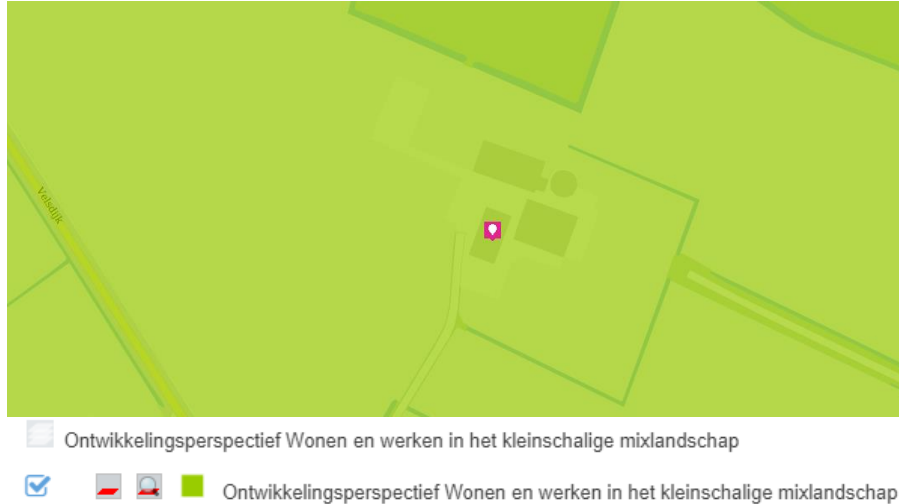 Velsdijk
Ontwikkelingsperspectief Wonen en werken in het kleinschalige mixlandschap
Ontwikkelingsperspectief Wonen en werken in het kleinschalige mixlandschap